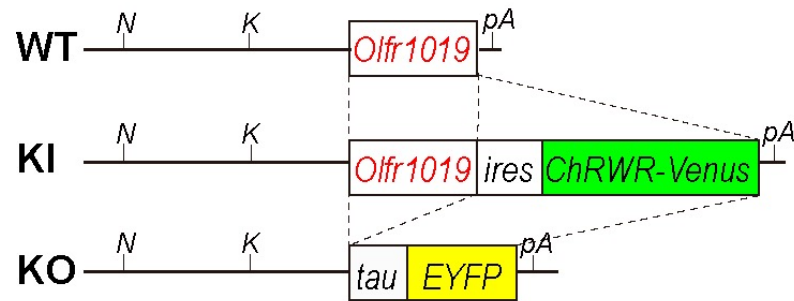 WT N K Olfr1019 pA
KI N K Olfr1019 ires ChRWR-Venus pA
KO N K tau EYFP pA